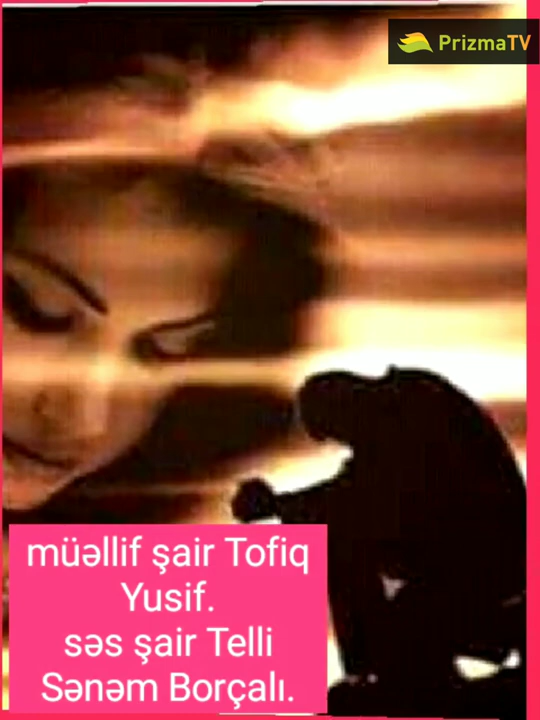 PrizmaTV
müəllif şair Tofiq
Yusif.
səs şair Telli
Sənəm Borçalı.